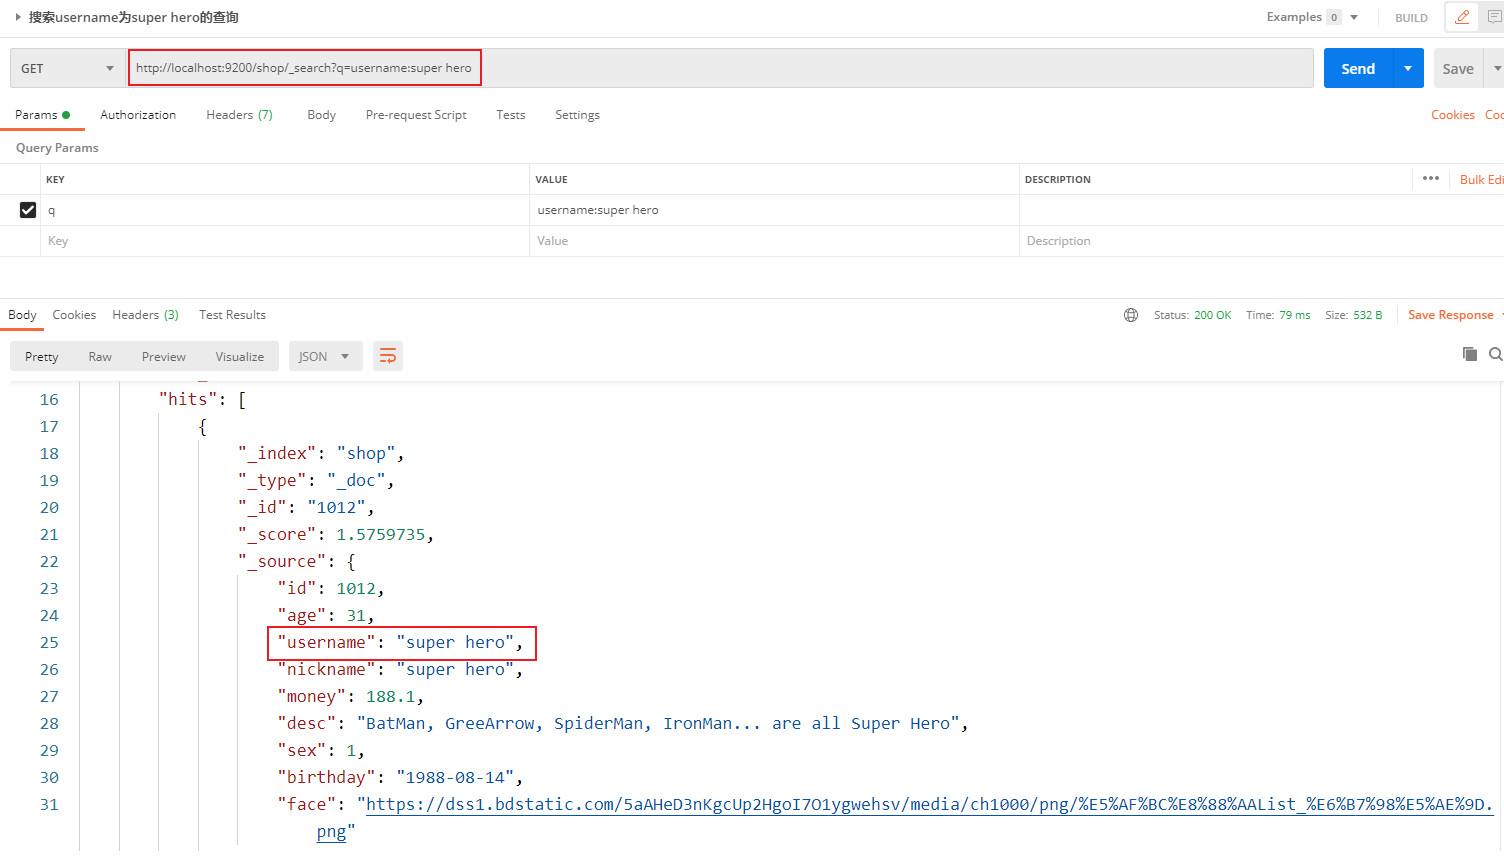 搜索username为super hero的查询
Examples 0 BUILD
GET http://localhost:9200/shop/_search?q=username:super hero Send Save
Params Authorization Headers (7) Body Pre-request Script Tests Settings Cookies Coc
Query Params
KEY VALUE DESCRIPTION ••• Bulk Edi
q username:super hero
Key Value Description
Body Cookies Headers (3) Test Results Status: 200 OK Time: 79 ms Size: 532 B Save Response
Pretty Raw Preview Visualize JSON
16 "hits": [
17 {
18 "_index": "shop",
19 "_type": "_doc",
20 "_id": "1012",
21 "_score": 1.5759735,
22 "_source": {
23 "id": 1012,
24 "age": 31,
25 "username": "super hero",
26 "nickname": "super hero",
27 "money": 188.1,
28 "desc": "BatMan, GreeArrow, SpiderMan, IronMan... are all Super Hero",
29 "sex": 1,
30 "birthday": "1988-08-14",
31 "face": "https://dss1.bdstatic.com/5aAHeD3nKgcUp2HgoI7O1ygwehsv/media/ch1000/png/%E5%AF%BC%E8%88%AAList_%E6%B7%98%E5%AE%9D.
png"